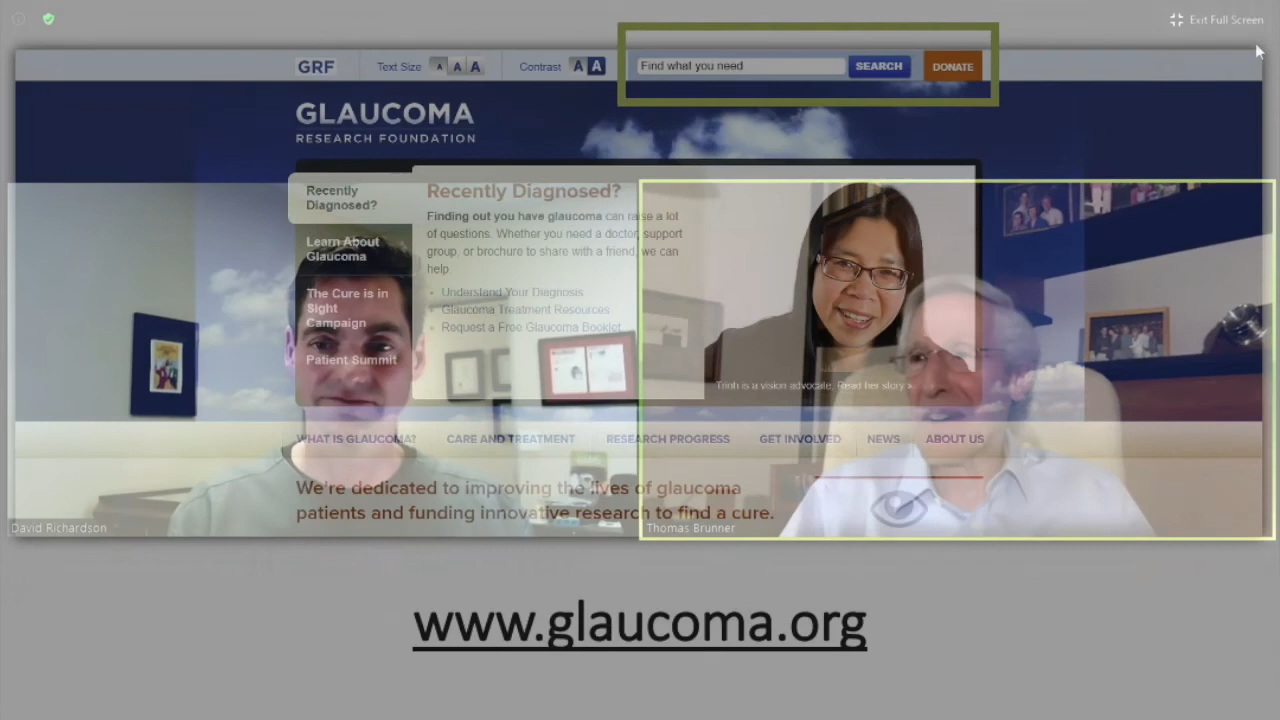 Exit Full Screen
GRF
Text Size A A A
Contrast A A
Find what you need
SEARCH
DONATE
GLAUCOMA
RESEARCH FOUNDATION
Recently
Diagnosed?
Learn About
Glaucoma
The Cure is in
Sight
Campaign
Patient Summit
Recently Diagnosed?
Finding out you have glaucoma can raise a lot
of questions. Whether you need a doctor, support
group, or brochure to share with a friend, we can
help.
Understand Your Diagnosis
Glaucoma Treatment Resources
Request a Free Glaucoma Booklet
Trinh is a vision advocate. Read her story »
WHAT IS GLAUCOMA?
CARE AND TREATMENT
RESEARCH PROGRESS
GET INVOLVED
NEWS
ABOUT US
We're dedicated to improving the lives of glaucoma
patients and funding innovative research to find a cure.
David Richardson
Thomas Brunner
www.glaucoma.org